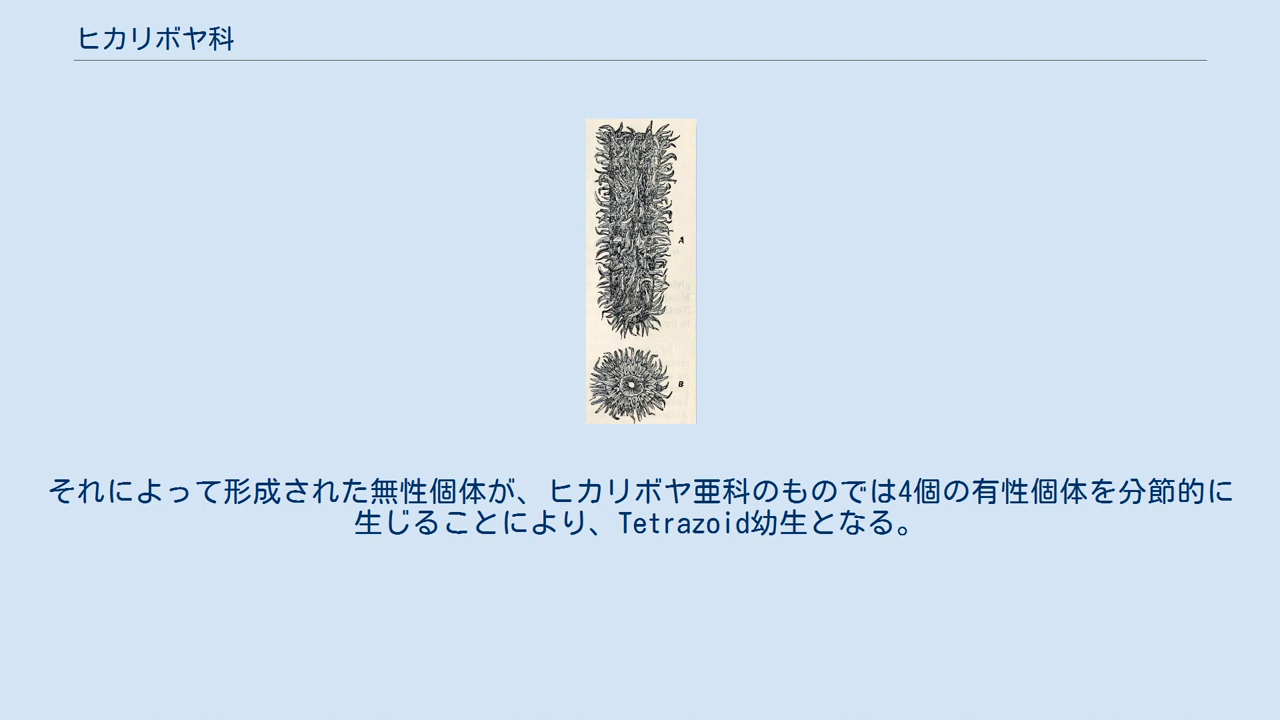 ヒカリボヤ科
A
B
それによって形成された無性個体が、ヒカリボヤ亜科のものでは4個の有性個体を分節的に
生じることにより、Tetrazoid幼生となる。